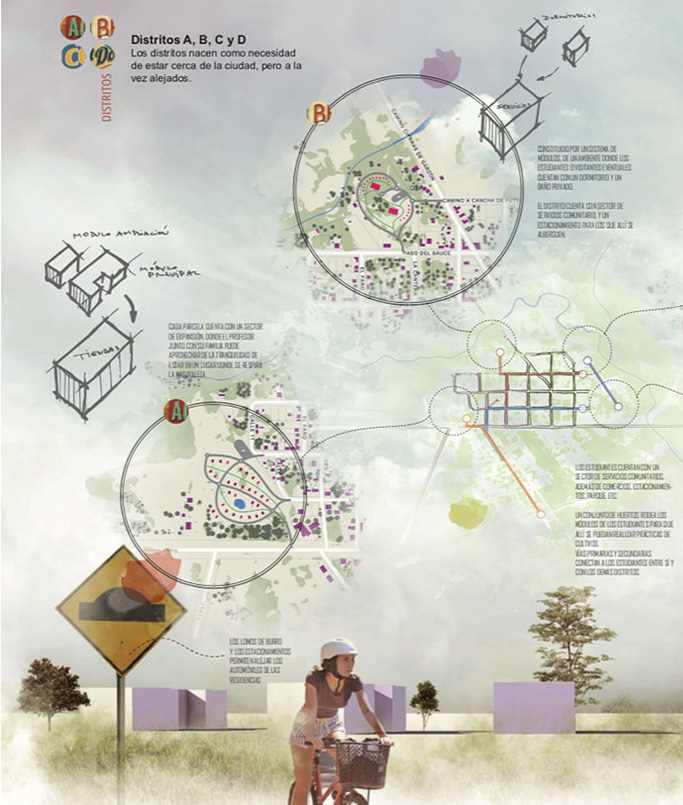 A B
C D
DISTRITOS
Distritos A, B, C y D
Los distritos nacen como necesidad
de estar cerca de la ciudad, pero a la
vez alejados.
DORMITORIOS
SERVICIOS
B
CONSTITUIDO POR UN SISTEMA DE
MÓDULOS, DE UN AMBIENTE DONDE LOS
ESTUDIANTES O VISITANTES EVENTUALES
CUENTAN CON UN DORMITORIO Y UN
BAÑO PRIVADO.
EL DISTRITO CUENTA CON SECTOR DE
SERVICIOS COMUNITARIO, Y UN
ESTACIONAMIENTO PARA LOS QUE ALLÍ SE
ALBERGUEN.
CAMINO A CANCHA DE
PASO DEL SAUCE
MODULO AMPLIACIÓN
MÓDULO
PRINCIPAL
TIENDAS
CADA PARCELA CUENTA CON UN SECTOR
DE EXPANSIÓN, DONDE EL PROFESOR
JUNTO CON SU FAMILIA PUEDE
APROVECHAR DE LA TRANQUILIDAD DE
ESTAR EN UN LUGAR DONDE SE RESPIRA
LA NATURALEZA.
A
LOS ESTUDIANTES CUENTAN CON UN
SECTOR DE SERVICIOS COMUNITARIOS,
ADEMÁS DE COMERCIOS, ESTACIONAMIEN-
TOS, PARQUE ETC.
UN CONJUNTO DE HUERTOS RODEA LOS
MÓDULOS DE LOS ESTUDIANTES PARA QUE
ALLÍ SE PUEDAN REALIZAR PRÁCTICAS DE
CULTIVOS.
VÍAS PRIMARIAS Y SECUNDARIAS
CONECTAN A LOS ESTUDIANTES ENTRE SÍ Y
CON LOS DEMÁS DISTRITOS.
LOS LOMOS DE BURRO
Y LOS ESTACIONAMIENTOS
PERMITEN ALEJAR LOS
AUTOMÓVILES DE LAS
RESIDENCIAS